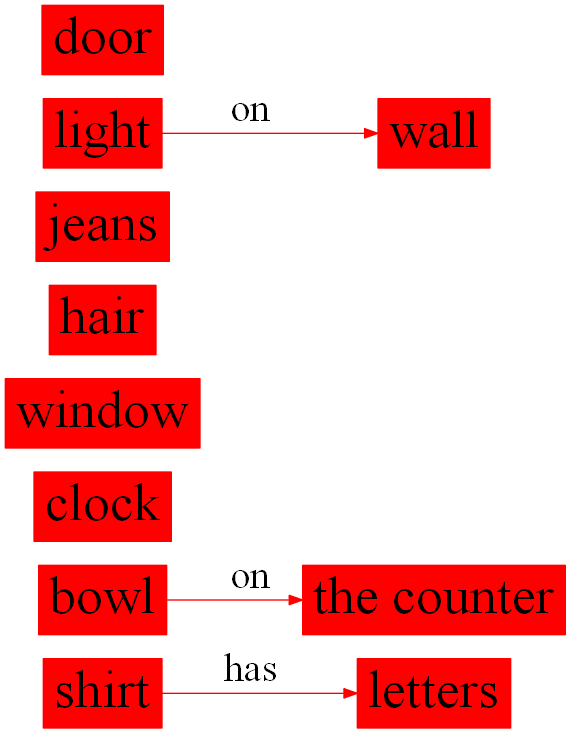 door
light on wall
jeans
hair
window
clock
bowl on the counter
shirt has letters